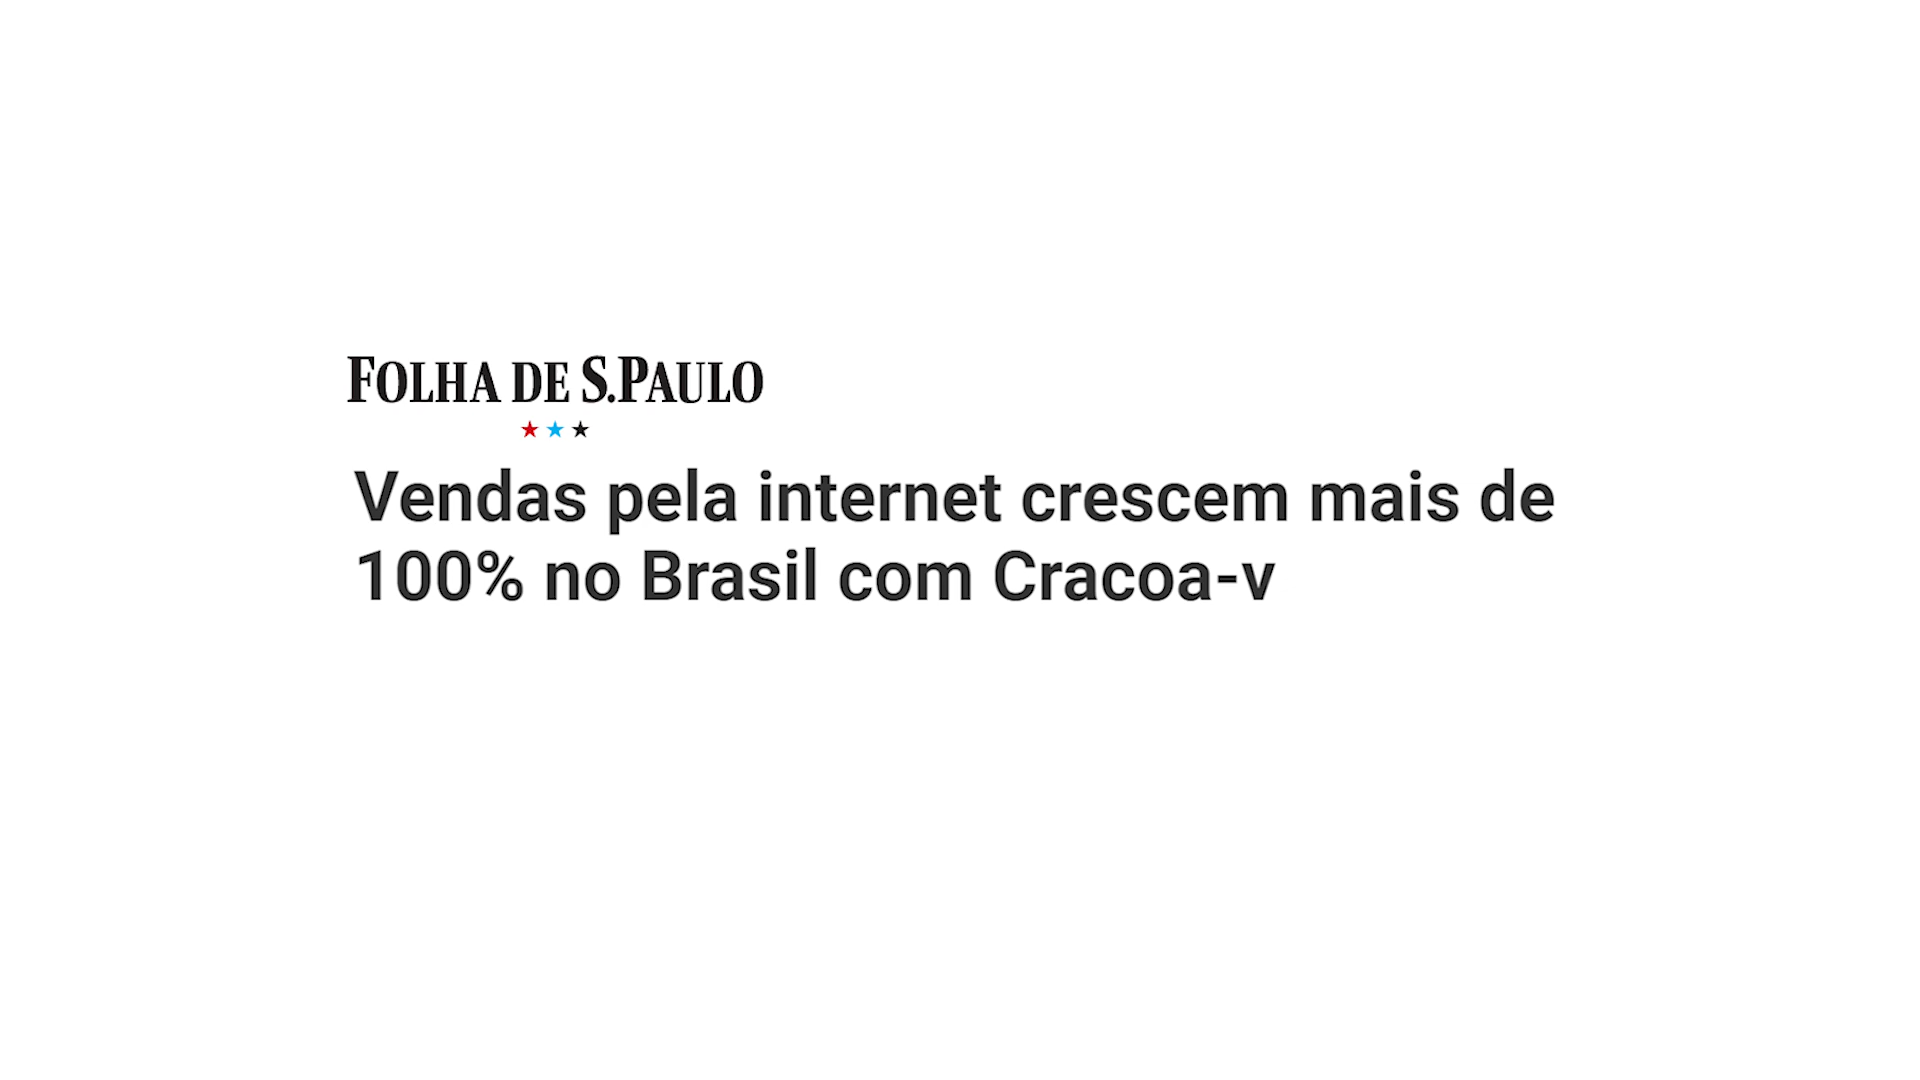 FOLHA DE S.PAULO
Vendas pela internet crescem mais de
100% no Brasil com Cracoa-v